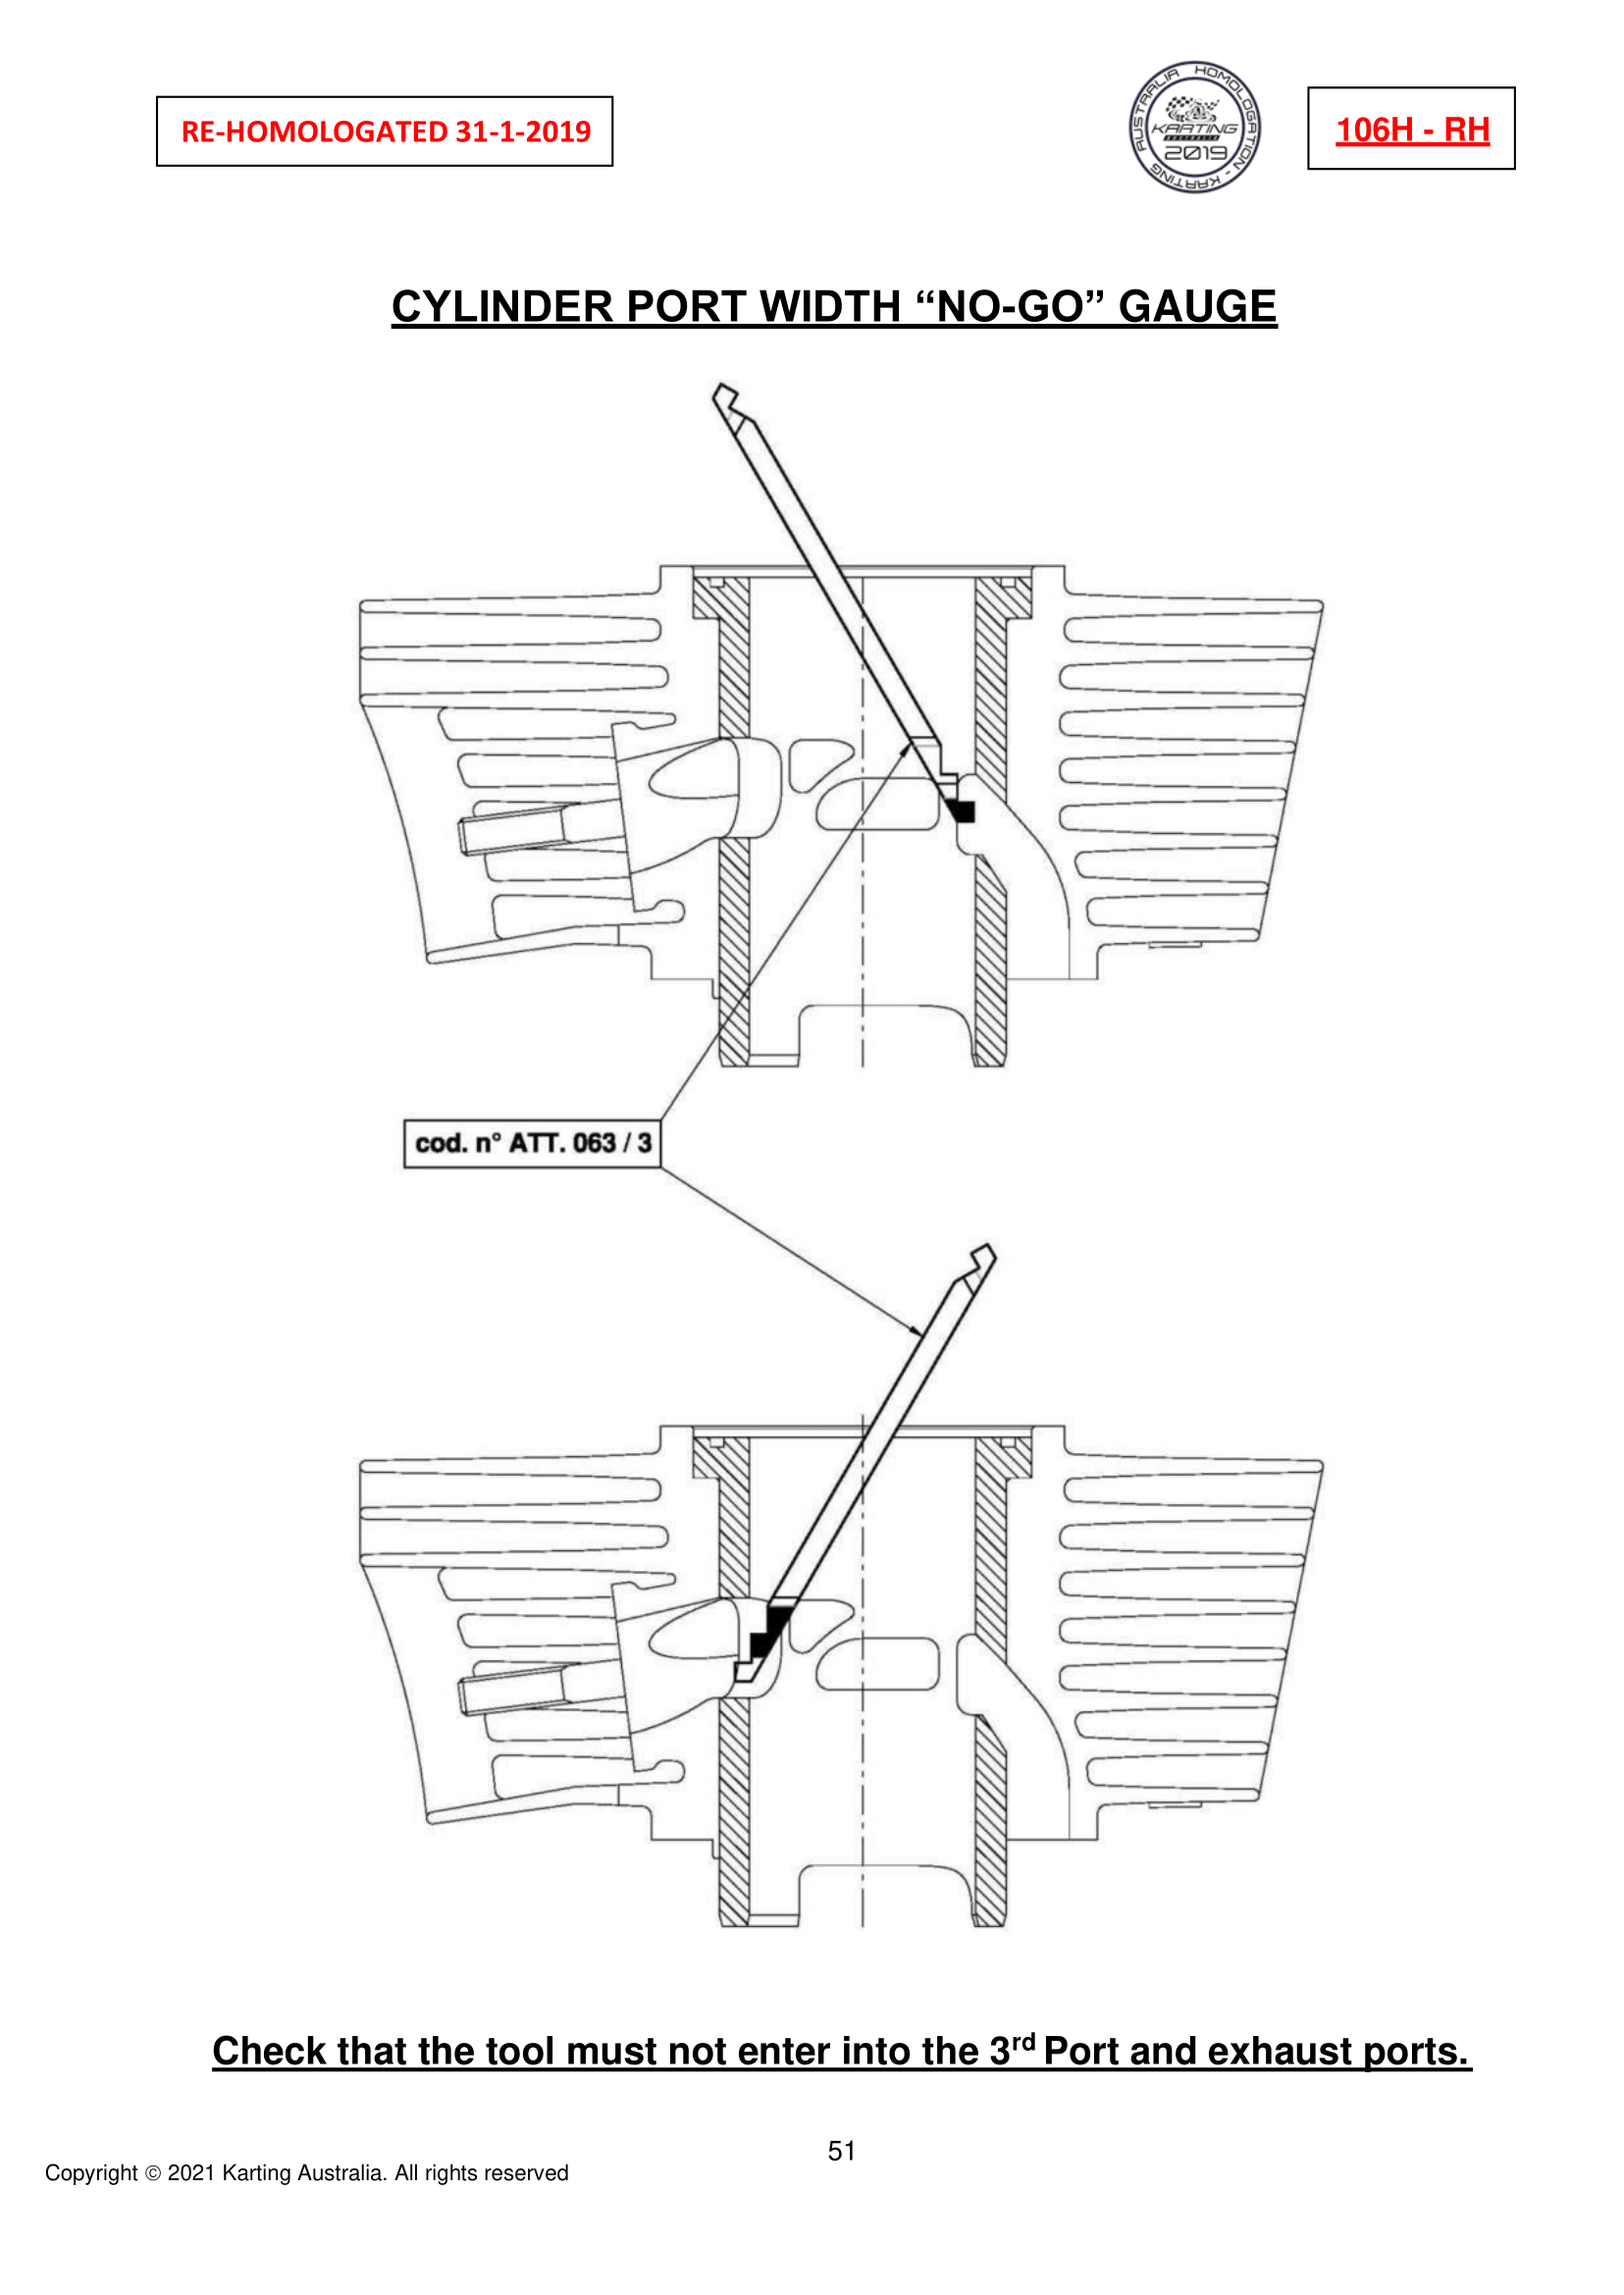 RE-HOMOLOGATED 31-1-2019
AUSTRALIA HOMOLOGATION - KARTING
KARTING
AUSTRALIA
2019
106H - RH
CYLINDER PORT WIDTH “NO-GO” GAUGE
cod. n° ATT. 063 / 3
Check that the tool must not enter into the 3rd Port and exhaust ports.
51
Copyright © 2021 Karting Australia. All rights reserved